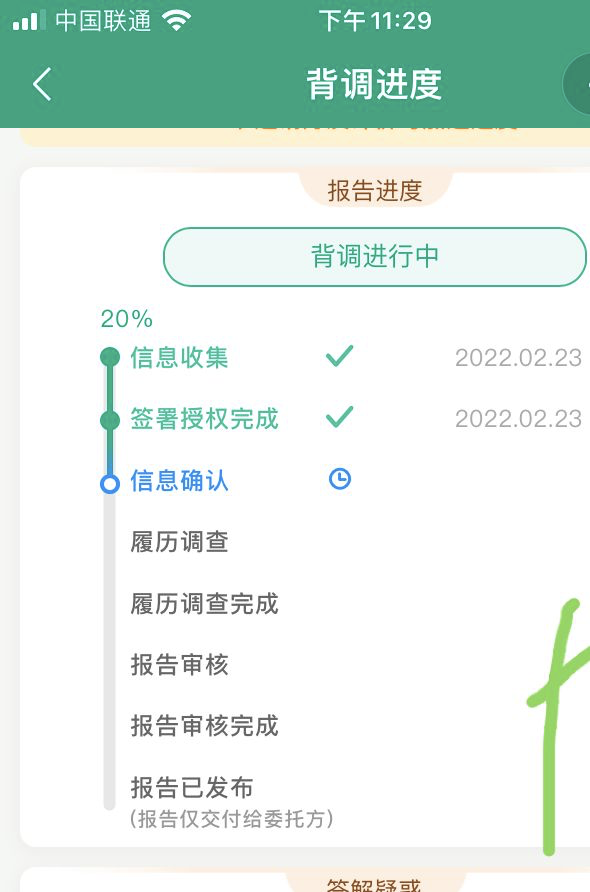 中国联通 下午11:29
背调进度
报告进度
背调进行中
20%
信息收集 2022.02.23
签署授权完成 2022.02.23
信息确认
履历调查
履历调查完成
报告审核
报告审核完成
报告已发布
(报告仅交付给委托方)
答解疑惑